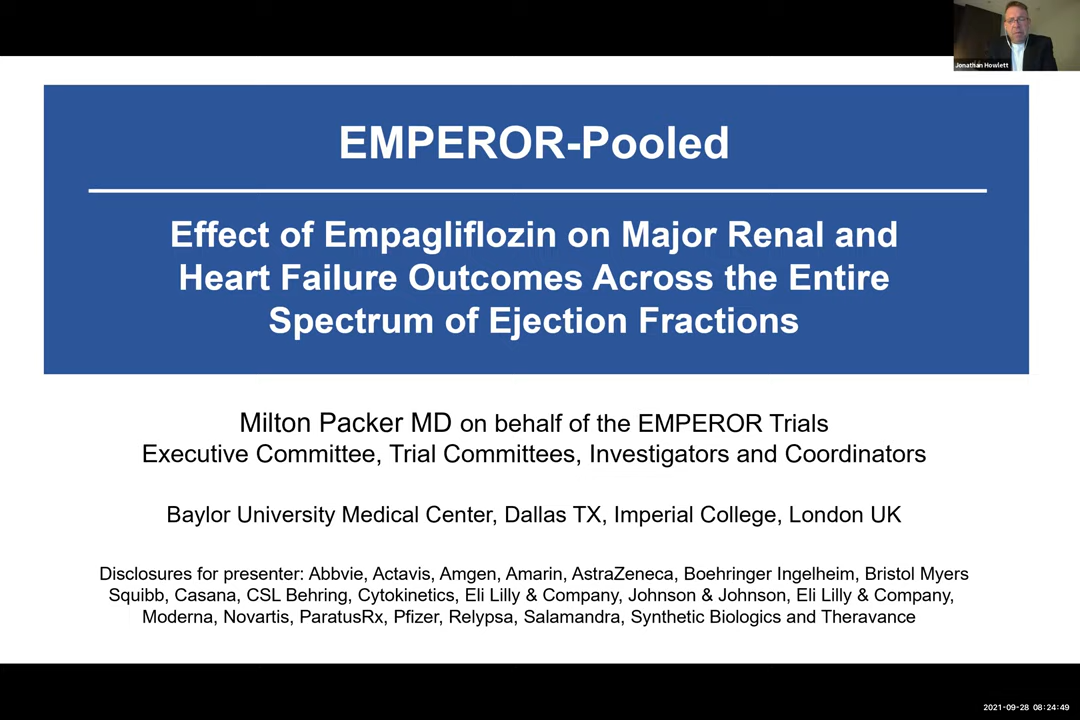 Jonathan Howlett
EMPEROR-Pooled
Effect of Empagliflozin on Major Renal and
Heart Failure Outcomes Across the Entire
Spectrum of Ejection Fractions
Milton Packer MD on behalf of the EMPEROR Trials
Executive Committee, Trial Committees, Investigators and Coordinators
Baylor University Medical Center, Dallas TX, Imperial College, London UK
Disclosures for presenter: Abbvie, Actavis, Amgen, Amarin, AstraZeneca, Boehringer Ingelheim, Bristol Myers
Squibb, Casana, CSL Behring, Cytokinetics, Eli Lilly & Company, Johnson & Johnson, Eli Lilly & Company,
Moderna, Novartis, ParatusRx, Pfizer, Relypsa, Salamandra, Synthetic Biologics and Theravance
2021-09-28 08:24:49